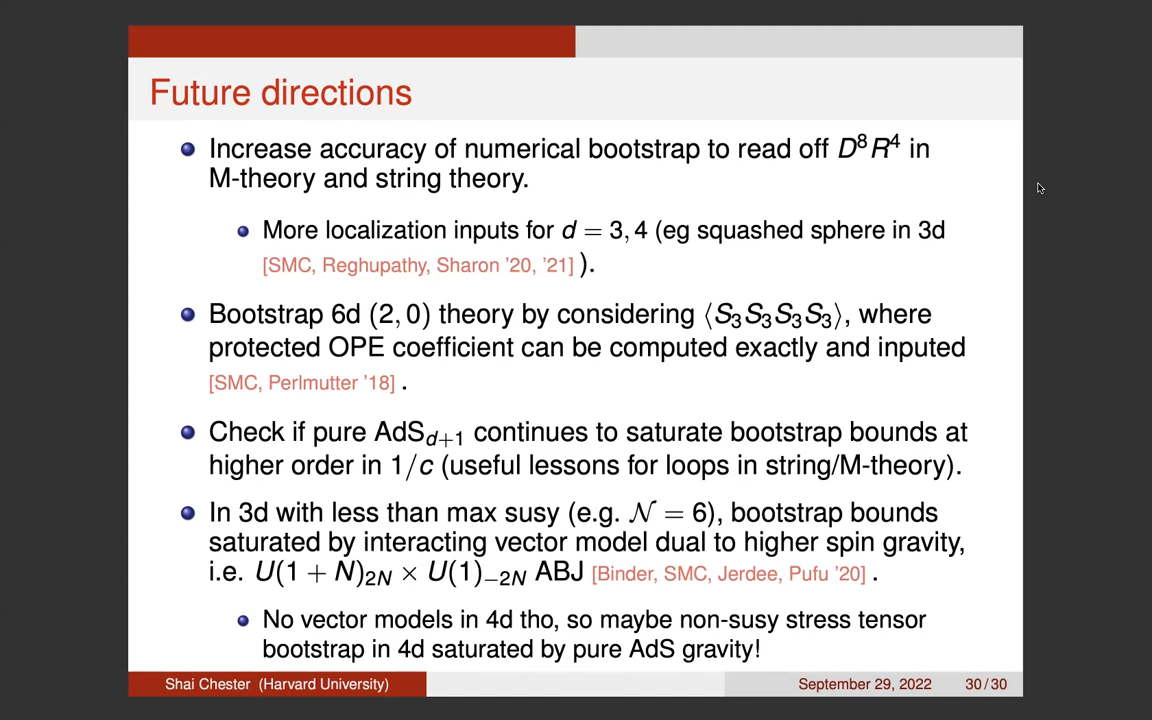 Future directions
Increase accuracy of numerical bootstrap to read off D⁸R⁴ in
M-theory and string theory.
More localization inputs for d = 3, 4 (eg squashed sphere in 3d
[SMC, Reghupathy, Sharon '20, '21] ).
Bootstrap 6d (2, 0) theory by considering ⟨S₃S₃S₃S₃⟩, where
protected OPE coefficient can be computed exactly and inputed
[SMC, Perlmutter '18] .
Check if pure AdS_{d+1} continues to saturate bootstrap bounds at
higher order in 1/c (useful lessons for loops in string/M-theory).
In 3d with less than max susy (e.g. 𝒩 = 6), bootstrap bounds
saturated by interacting vector model dual to higher spin gravity,
i.e. U(1 + N)_{2N} × U(1)_{−2N} ABJ [Binder, SMC, Jerdee, Pufu '20] .
No vector models in 4d tho, so maybe non-susy stress tensor
bootstrap in 4d saturated by pure AdS gravity!
Shai Chester (Harvard University) September 29, 2022 30 / 30